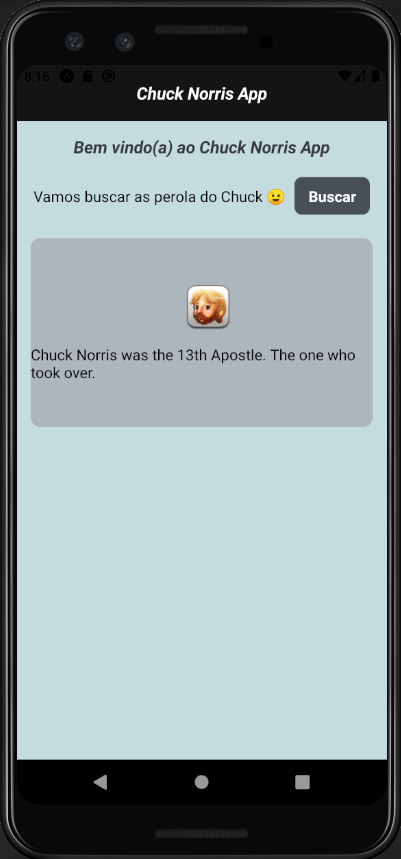 8:16
Chuck Norris App
Bem vindo(a) ao Chuck Norris App
Vamos buscar as perola do Chuck 😉 Buscar
Chuck Norris was the 13th Apostle. The one who
took over.